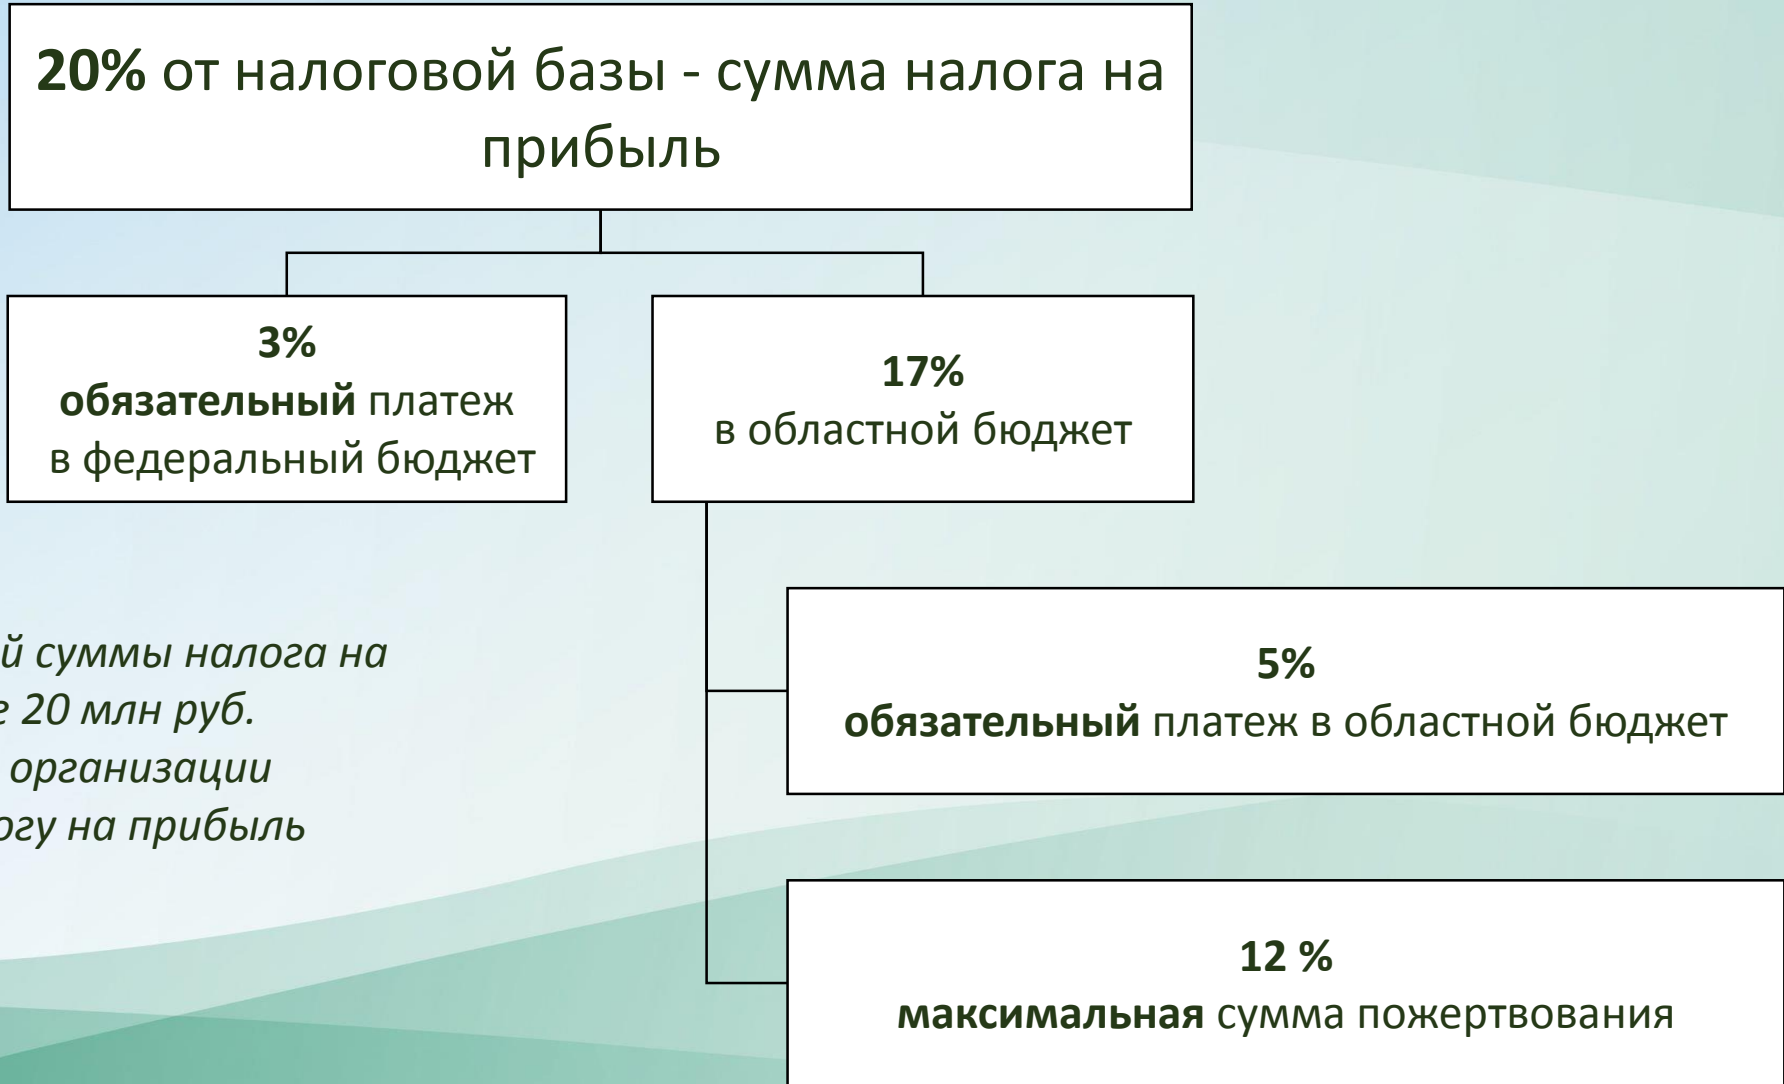 20% от налоговой базы - сумма налога на
прибыль
3%
обязательный платеж
в федеральный бюджет
17%
в областной бюджет
суммы налога на
20 млн руб.
организации
на прибыль
5%
обязательный платеж в областной бюджет
12 %
максимальная сумма пожертвования